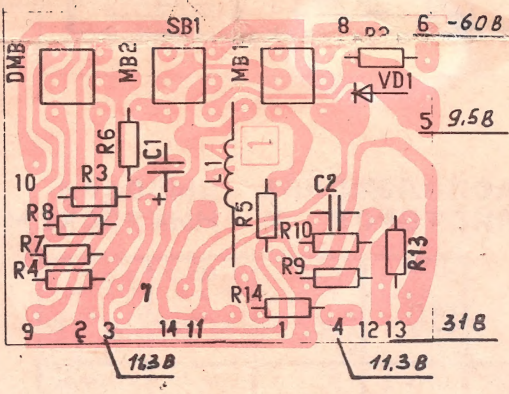 SB1 8 6 -60В
DMB MB2 MB1 R2
VD1
5 9.5В
R6 C1
1
L1
10 R3 C2
R5
R8 R10
R7 R13
R4 R9
7 R14
9 2 3 14 11 1 4 12 13 31В
11.3В 11.3В